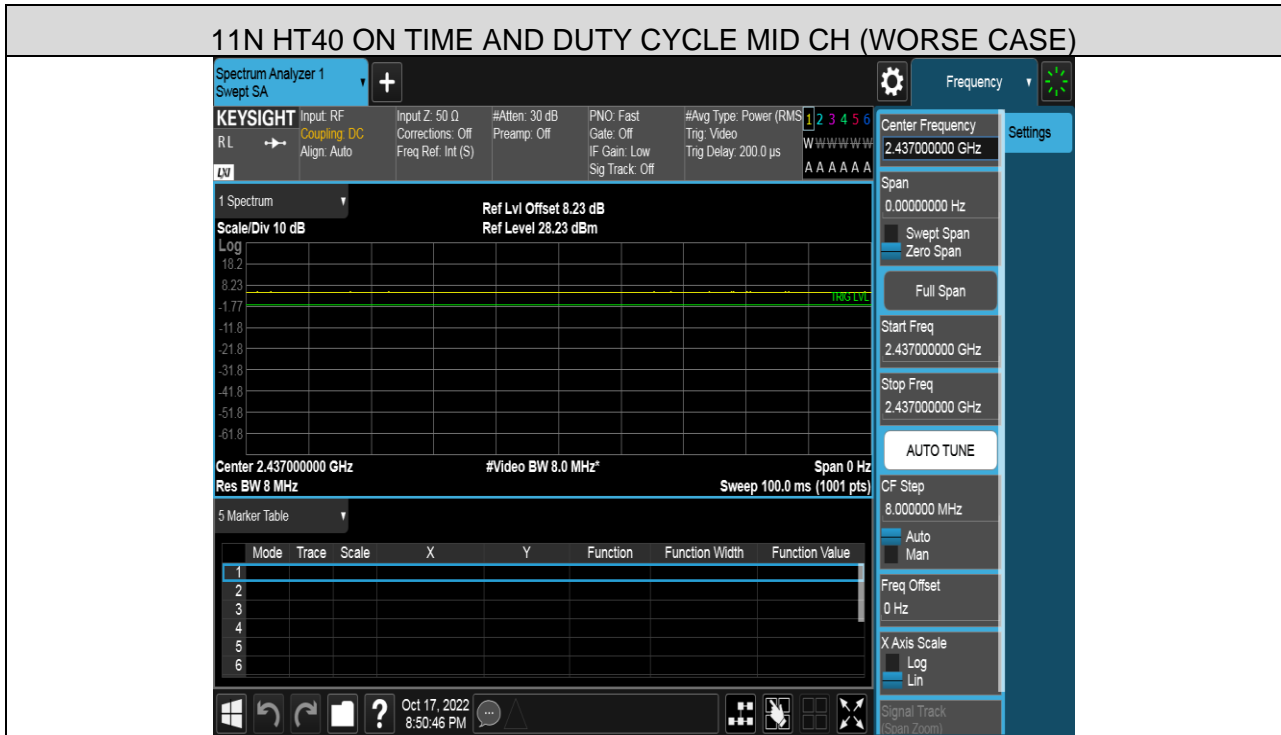 11N HT40 ON TIME AND DUTY CYCLE MID CH (WORSE CASE)
Spectrum Analyzer 1
Swept SA
+
Frequency
KEYSIGHT
RL
LXI
Input: RF
Coupling: DC
Align: Auto
Input Z: 50 Ω
Corrections: Off
Freq Ref: Int (S)
#Atten: 30 dB
Preamp: Off
PNO: Fast
Gate: Off
IF Gain: Low
Sig Track: Off
#Avg Type: Power (RMS
Trig: Video
Trig Delay: 200.0 µs
1 2 3 4 5 6
W W W W W W
A A A A A A
1 Spectrum
Scale/Div 10 dB
Ref Lvl Offset 8.23 dB
Ref Level 28.23 dBm
Log
18.2
8.23
-1.77
-11.8
-21.8
-31.8
-41.8
-51.8
-61.8
TRIG LVL
Center 2.437000000 GHz
#Video BW 8.0 MHz*
Span 0 Hz
Res BW 8 MHz
Sweep 100.0 ms (1001 pts)
5 Marker Table
Mode Trace Scale X Y Function Function Width Function Value
1
2
3
4
5
6
?
Oct 17, 2022
8:50:46 PM
Center Frequency
2.437000000 GHz
Settings
Span
0.00000000 Hz
Swept Span
Zero Span
Full Span
Start Freq
2.437000000 GHz
Stop Freq
2.437000000 GHz
AUTO TUNE
CF Step
8.000000 MHz
Auto
Man
Freq Offset
0 Hz
X Axis Scale
Log
Lin
Signal Track
(Span Zoom)